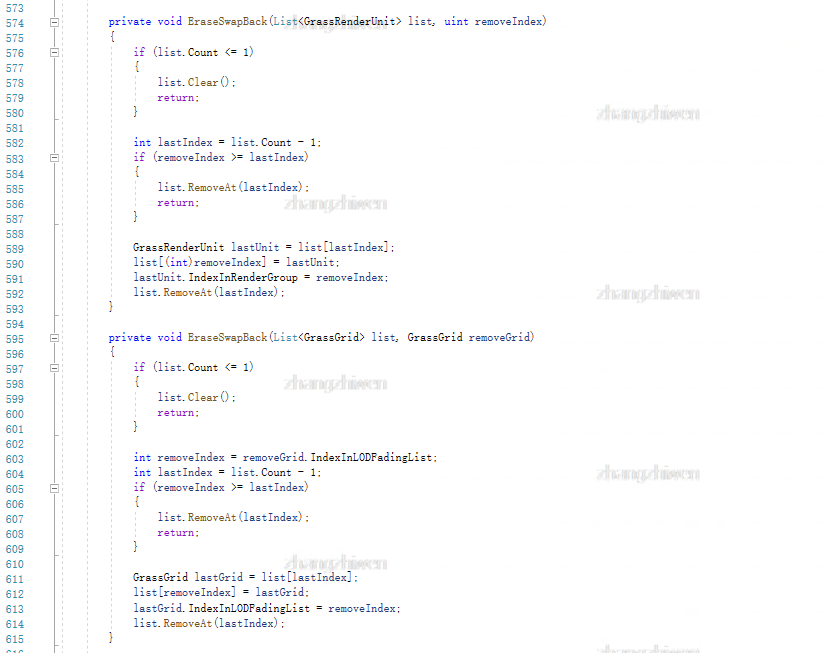 573
574 private void EraseSwapBack(List<GrassRenderUnit> list, uint removeIndex)
575 {
576 if (list.Count <= 1)
577 {
578 list.Clear();
579 return;
580 }
581
582 int lastIndex = list.Count - 1;
583 if (removeIndex >= lastIndex)
584 {
585 list.RemoveAt(lastIndex);
586 return;
587 }
588
589 GrassRenderUnit lastUnit = list[lastIndex];
590 list[(int)removeIndex] = lastUnit;
591 lastUnit.IndexInRenderGroup = removeIndex;
592 list.RemoveAt(lastIndex);
593 }
594
595 private void EraseSwapBack(List<GrassGrid> list, GrassGrid removeGrid)
596 {
597 if (list.Count <= 1)
598 {
599 list.Clear();
600 return;
601 }
602
603 int removeIndex = removeGrid.IndexInLODFadingList;
604 int lastIndex = list.Count - 1;
605 if (removeIndex >= lastIndex)
606 {
607 list.RemoveAt(lastIndex);
608 return;
609 }
610
611 GrassGrid lastGrid = list[lastIndex];
612 list[removeIndex] = lastGrid;
613 lastGrid.IndexInLODFadingList = removeIndex;
614 list.RemoveAt(lastIndex);
615 }
zhangzhiwen
zhangzhiwen
zhangzhiwen
zhangzhiwen
zhangzhiwen
zhangzhiwen